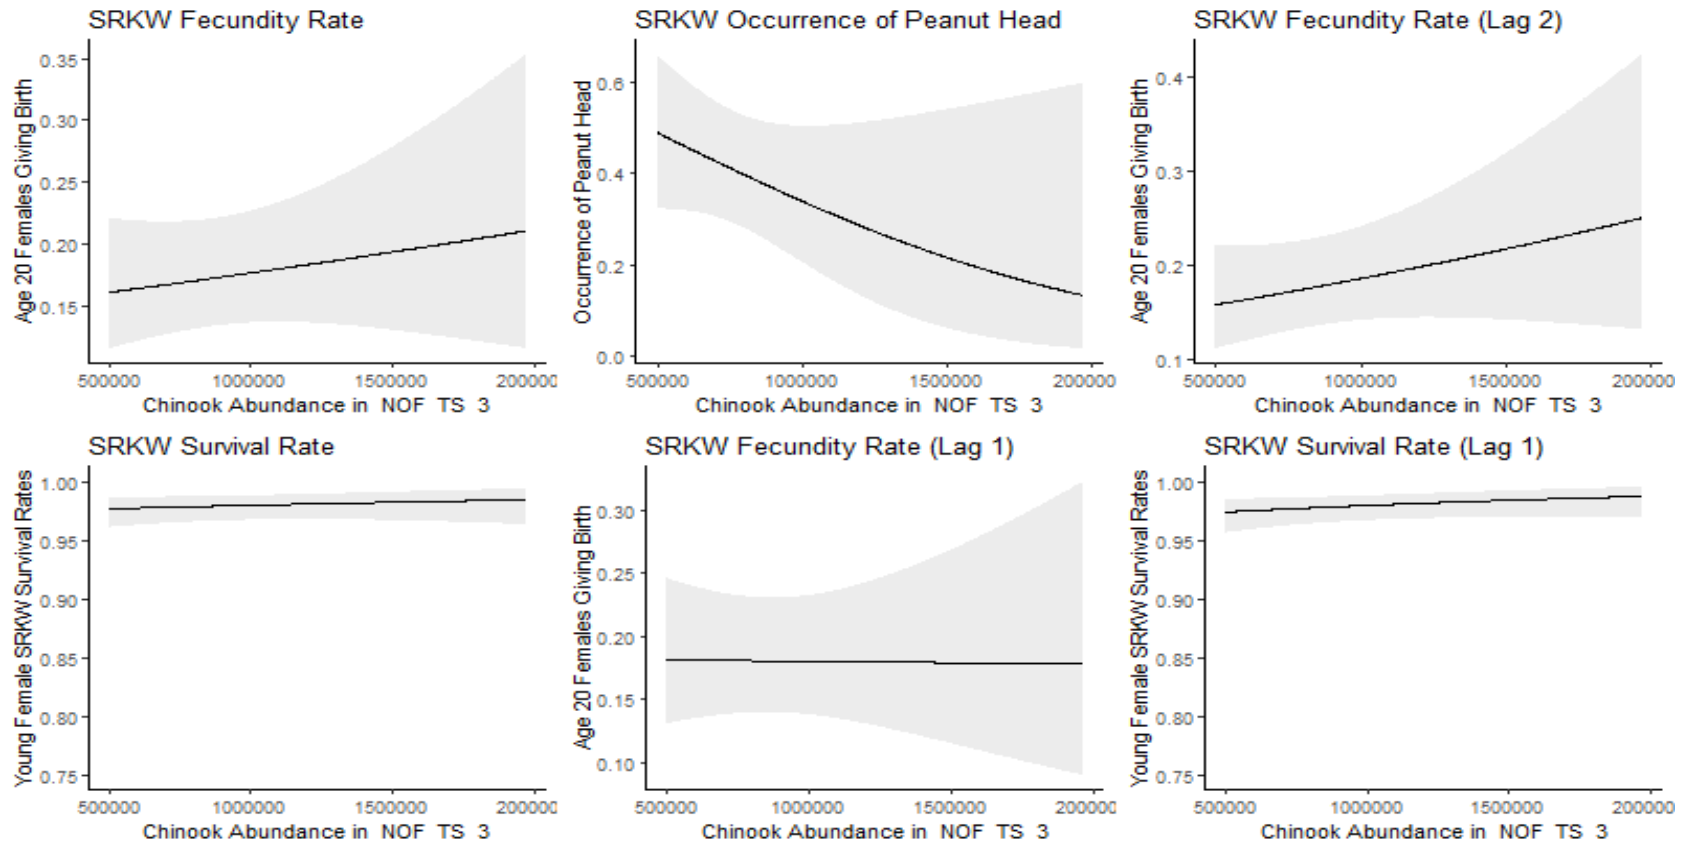 SRKW Fecundity Rate
Age 20 Females Giving Birth
0.35
0.30
0.25
0.20
0.15
500000 1000000 1500000 200000
Chinook Abundance in NOF TS 3
SRKW Occurrence of Peanut Head
Occurrence of Peanut Head
0.6
0.4
0.2
0.0
500000 1000000 1500000 200000
Chinook Abundance in NOF TS 3
SRKW Fecundity Rate (Lag 2)
Age 20 Females Giving Birth
0.4
0.3
0.2
0.1
500000 1000000 1500000 200000
Chinook Abundance in NOF TS 3
SRKW Survival Rate
Young Female SRKW Survival Rates
1.00
0.95
0.90
0.85
0.80
0.75
500000 1000000 1500000 200000
Chinook Abundance in NOF TS 3
SRKW Fecundity Rate (Lag 1)
Age 20 Females Giving Birth
0.30
0.25
0.20
0.15
0.10
500000 1000000 1500000 200000
Chinook Abundance in NOF TS 3
SRKW Survival Rate (Lag 1)
Young Female SRKW Survival Rates
1.00
0.95
0.90
0.85
0.80
0.75
500000 1000000 1500000 200000
Chinook Abundance in NOF TS 3